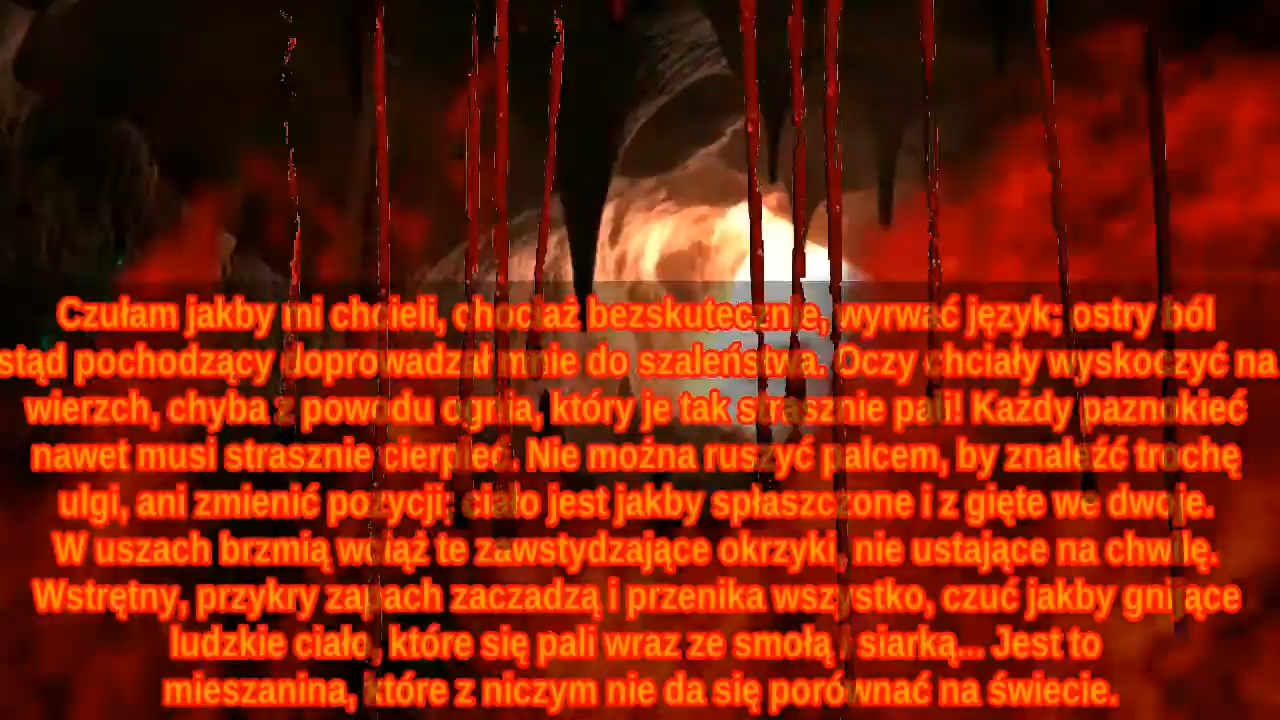 Czułam jakby mi chcieli, chociaż bezskutecznie, wyrwać język; ostry ból
stąd pochodzący doprowadzał mnie do szaleństwa. Oczy chciały wyskoczyć na
wierzch, chyba z powodu ognia, który je tak strasznie pali! Każdy paznokieć
nawet musi strasznie cierpieć. Nie można ruszyć palcem, by znaleźć trochę
ulgi, ani zmienić pozycji; ciało jest jakby spłaszczone i z gięte we dwoje.
W uszach brzmią wciąż te zawstydzające okrzyki, nie ustające na chwilę.
Wstrętny, przykry zapach zaczadzą i przenika wszystko, czuć jakby gnijące
ludzkie ciało, które się pali wraz ze smołą i siarką... Jest to
mieszanina, które z niczym nie da się porównać na świecie.